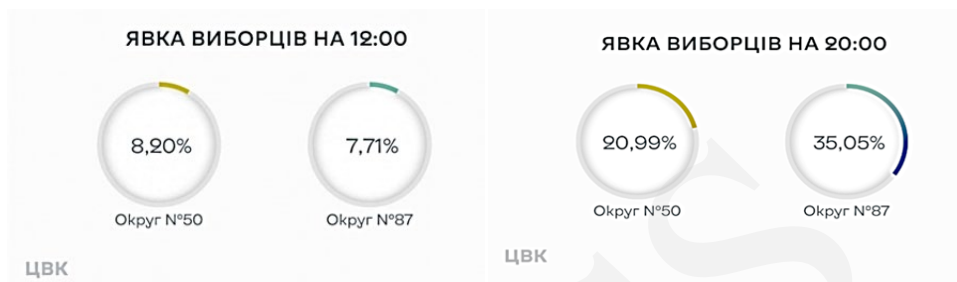 ЯВКА ВИБОРЦІВ НА 12:00
8,20%
7,71%
Округ №50
Округ №87
ЦВК
ЯВКА ВИБОРЦІВ НА 20:00
20,99%
35,05%
Округ №50
Округ №87
ЦВК